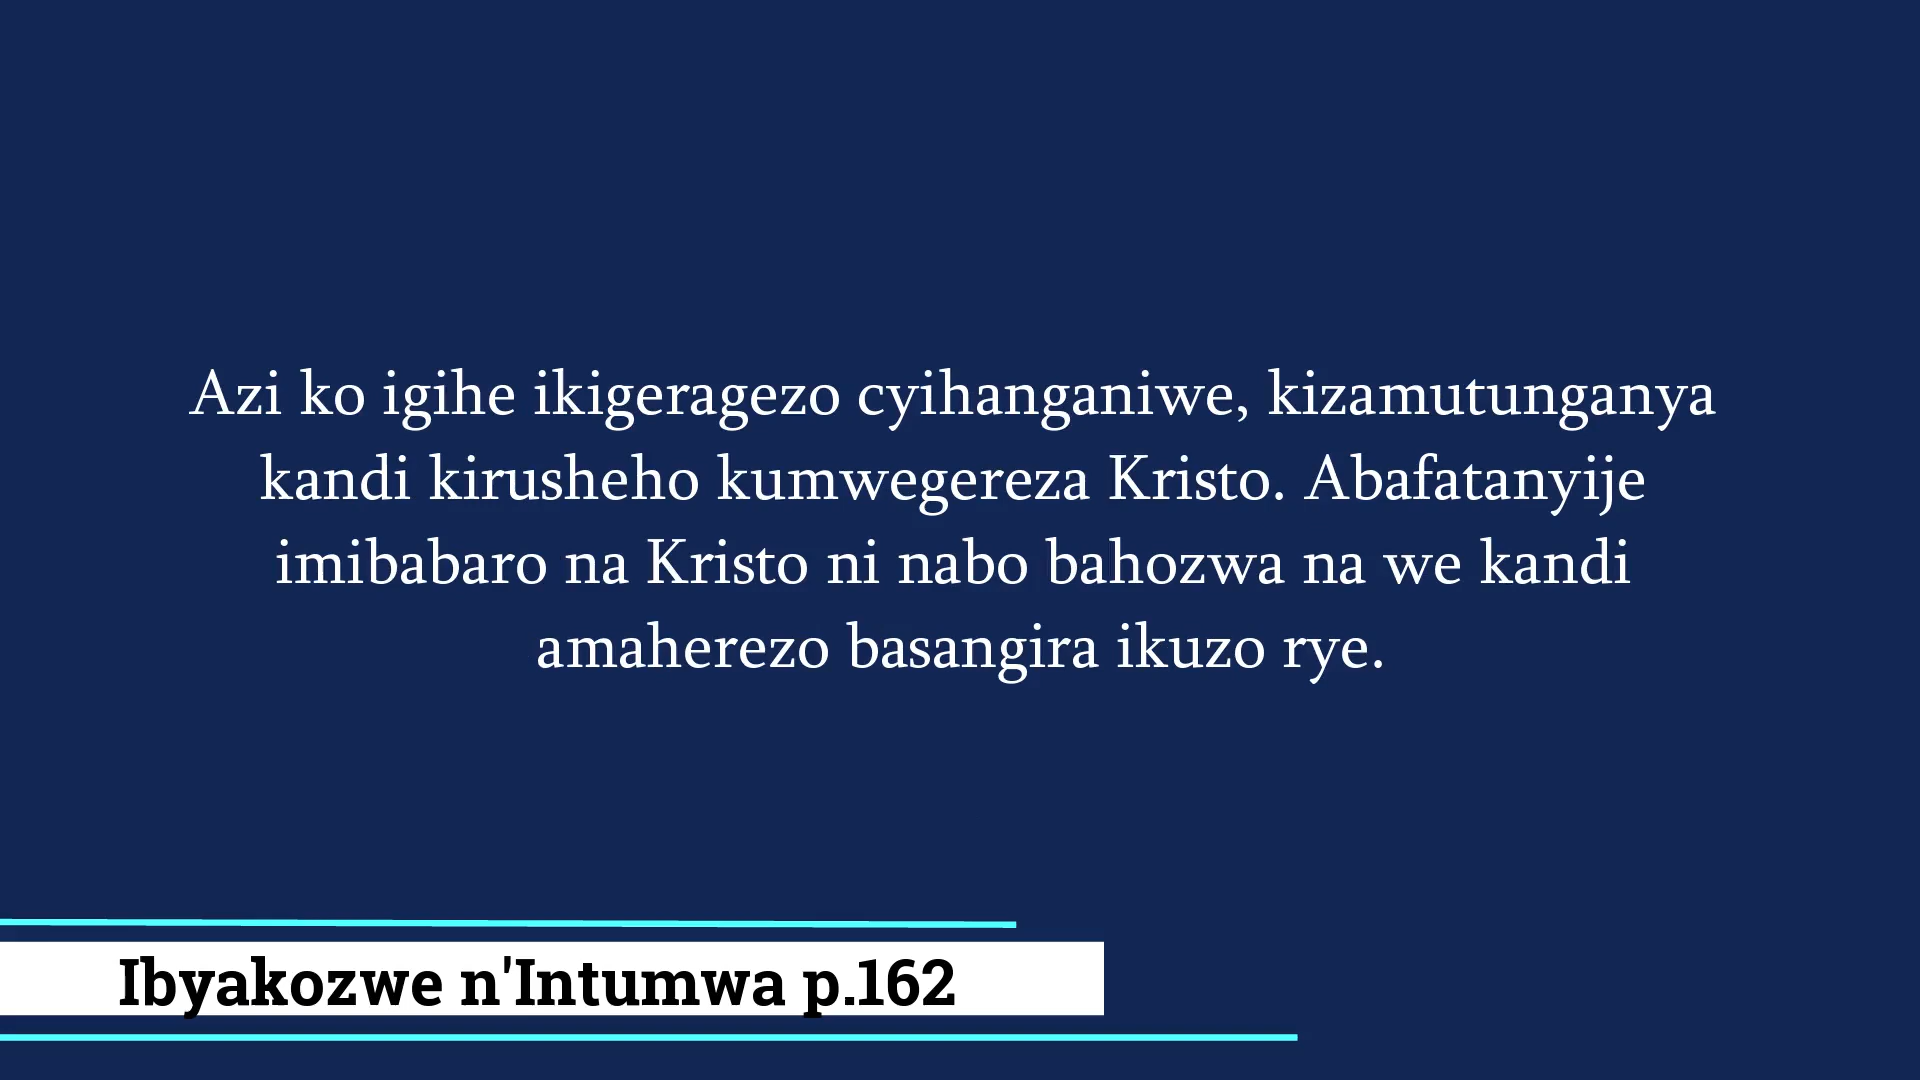 Azi ko igihe ikigeragezo cyihanganiwe, kizamutunganya
kandi kirusheho kumwegereza Kristo. Abafatanyije
imibabaro na Kristo ni nabo bahozwa na we kandi
amaherezo basangira ikuzo rye.
Ibyakozwe n'Intumwa p.162